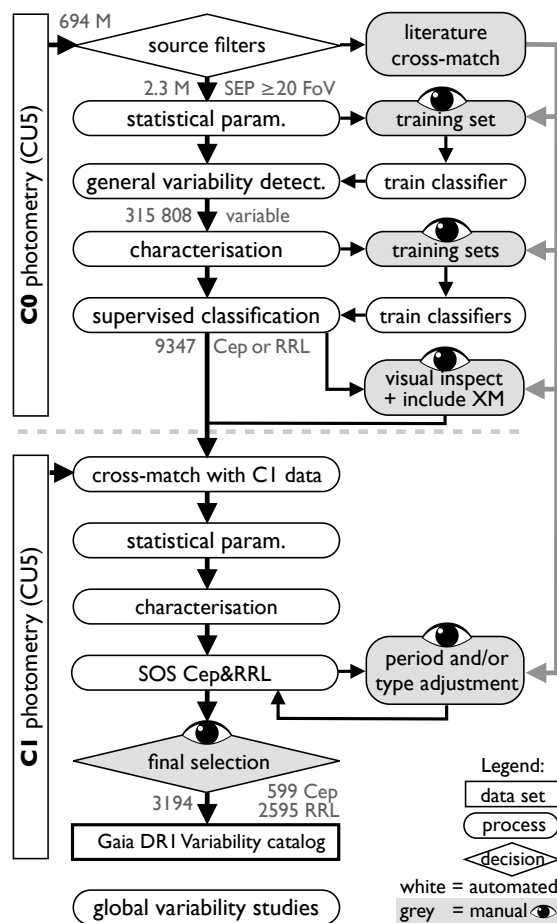 694 M
source filters
literature
cross-match
2.3 M
SEP ≥20 FoV
statistical param.
training set
general variability detect.
train classifier
315 808
variable
characterisation
training sets
supervised classification
train classifiers
9347
Cep or RRL
visual inspect
+ include XM
C0 photometry (CU5)
cross-match with C1 data
statistical param.
characterisation
SOS Cep&RRL
period and/or
type adjustment
final selection
3194
599 Cep
2595 RRL
Gaia DR1 Variability catalog
global variability studies
C1 photometry (CU5)
Legend:
data set
process
decision
white = automated
grey = manual